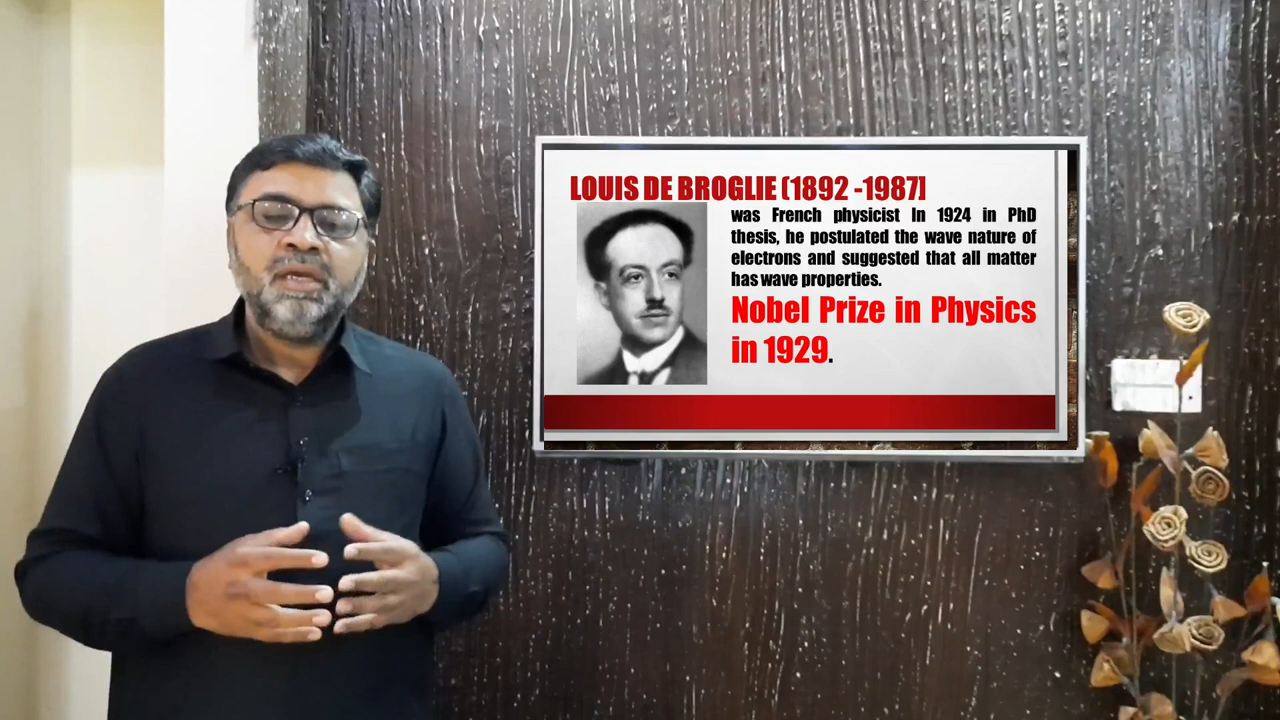 LOUIS DE BROGLIE (1892 -1987]
was French physicist In 1924 in PhD
thesis, he postulated the wave nature of
electrons and suggested that all matter
has wave properties.
Nobel Prize in Physics
in 1929.